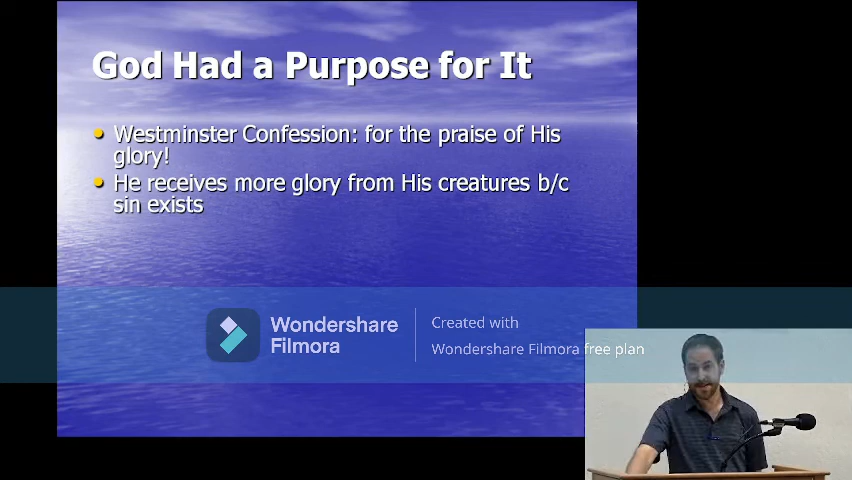 God Had a Purpose for It
Westminster Confession: for the praise of His
glory!
He receives more glory from His creatures b/c
sin exists
Wondershare
Filmora
Created with
Wondershare Filmora free plan